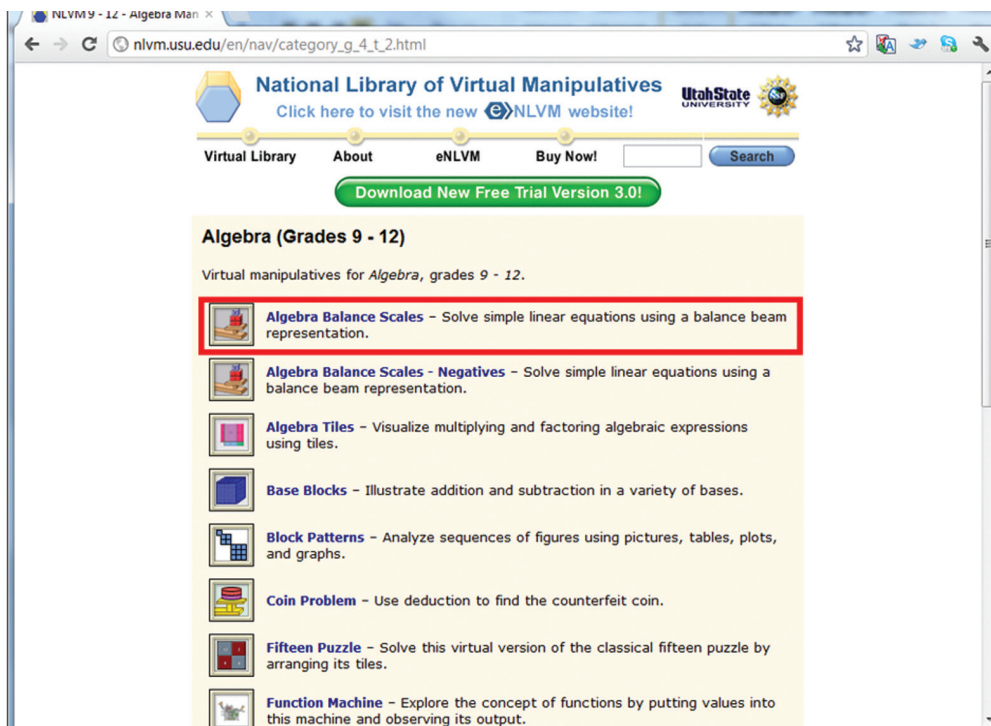 NLVM 9 - 12 - Algebra Man
nlvm.usu.edu/en/nav/category_g_4_t_2.html
National Library of Virtual Manipulatives
Click here to visit the new eNLVM website!
UtahState
UNIVERSITY
Virtual Library About eNLVM Buy Now! Search
Download New Free Trial Version 3.0!
Algebra (Grades 9 - 12)
Virtual manipulatives for Algebra, grades 9 - 12.
Algebra Balance Scales – Solve simple linear equations using a balance beam
representation.
Algebra Balance Scales - Negatives – Solve simple linear equations using a
balance beam representation.
Algebra Tiles – Visualize multiplying and factoring algebraic expressions
using tiles.
Base Blocks – Illustrate addition and subtraction in a variety of bases.
Block Patterns – Analyze sequences of figures using pictures, tables, plots,
and graphs.
Coin Problem – Use deduction to find the counterfeit coin.
Fifteen Puzzle – Solve this virtual version of the classical fifteen puzzle by
arranging its tiles.
Function Machine – Explore the concept of functions by putting values into
this machine and observing its output.